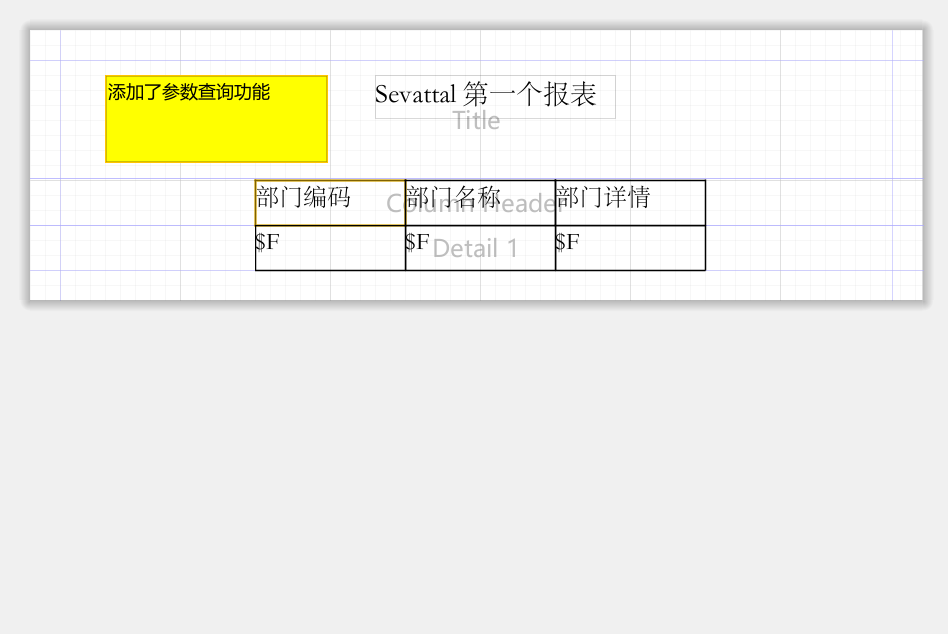 添加了参数查询功能
Sevattal 第一个报表
Title
部门编码
部门名称
部门详情
Column Header
$F
$F
$F
Detail 1